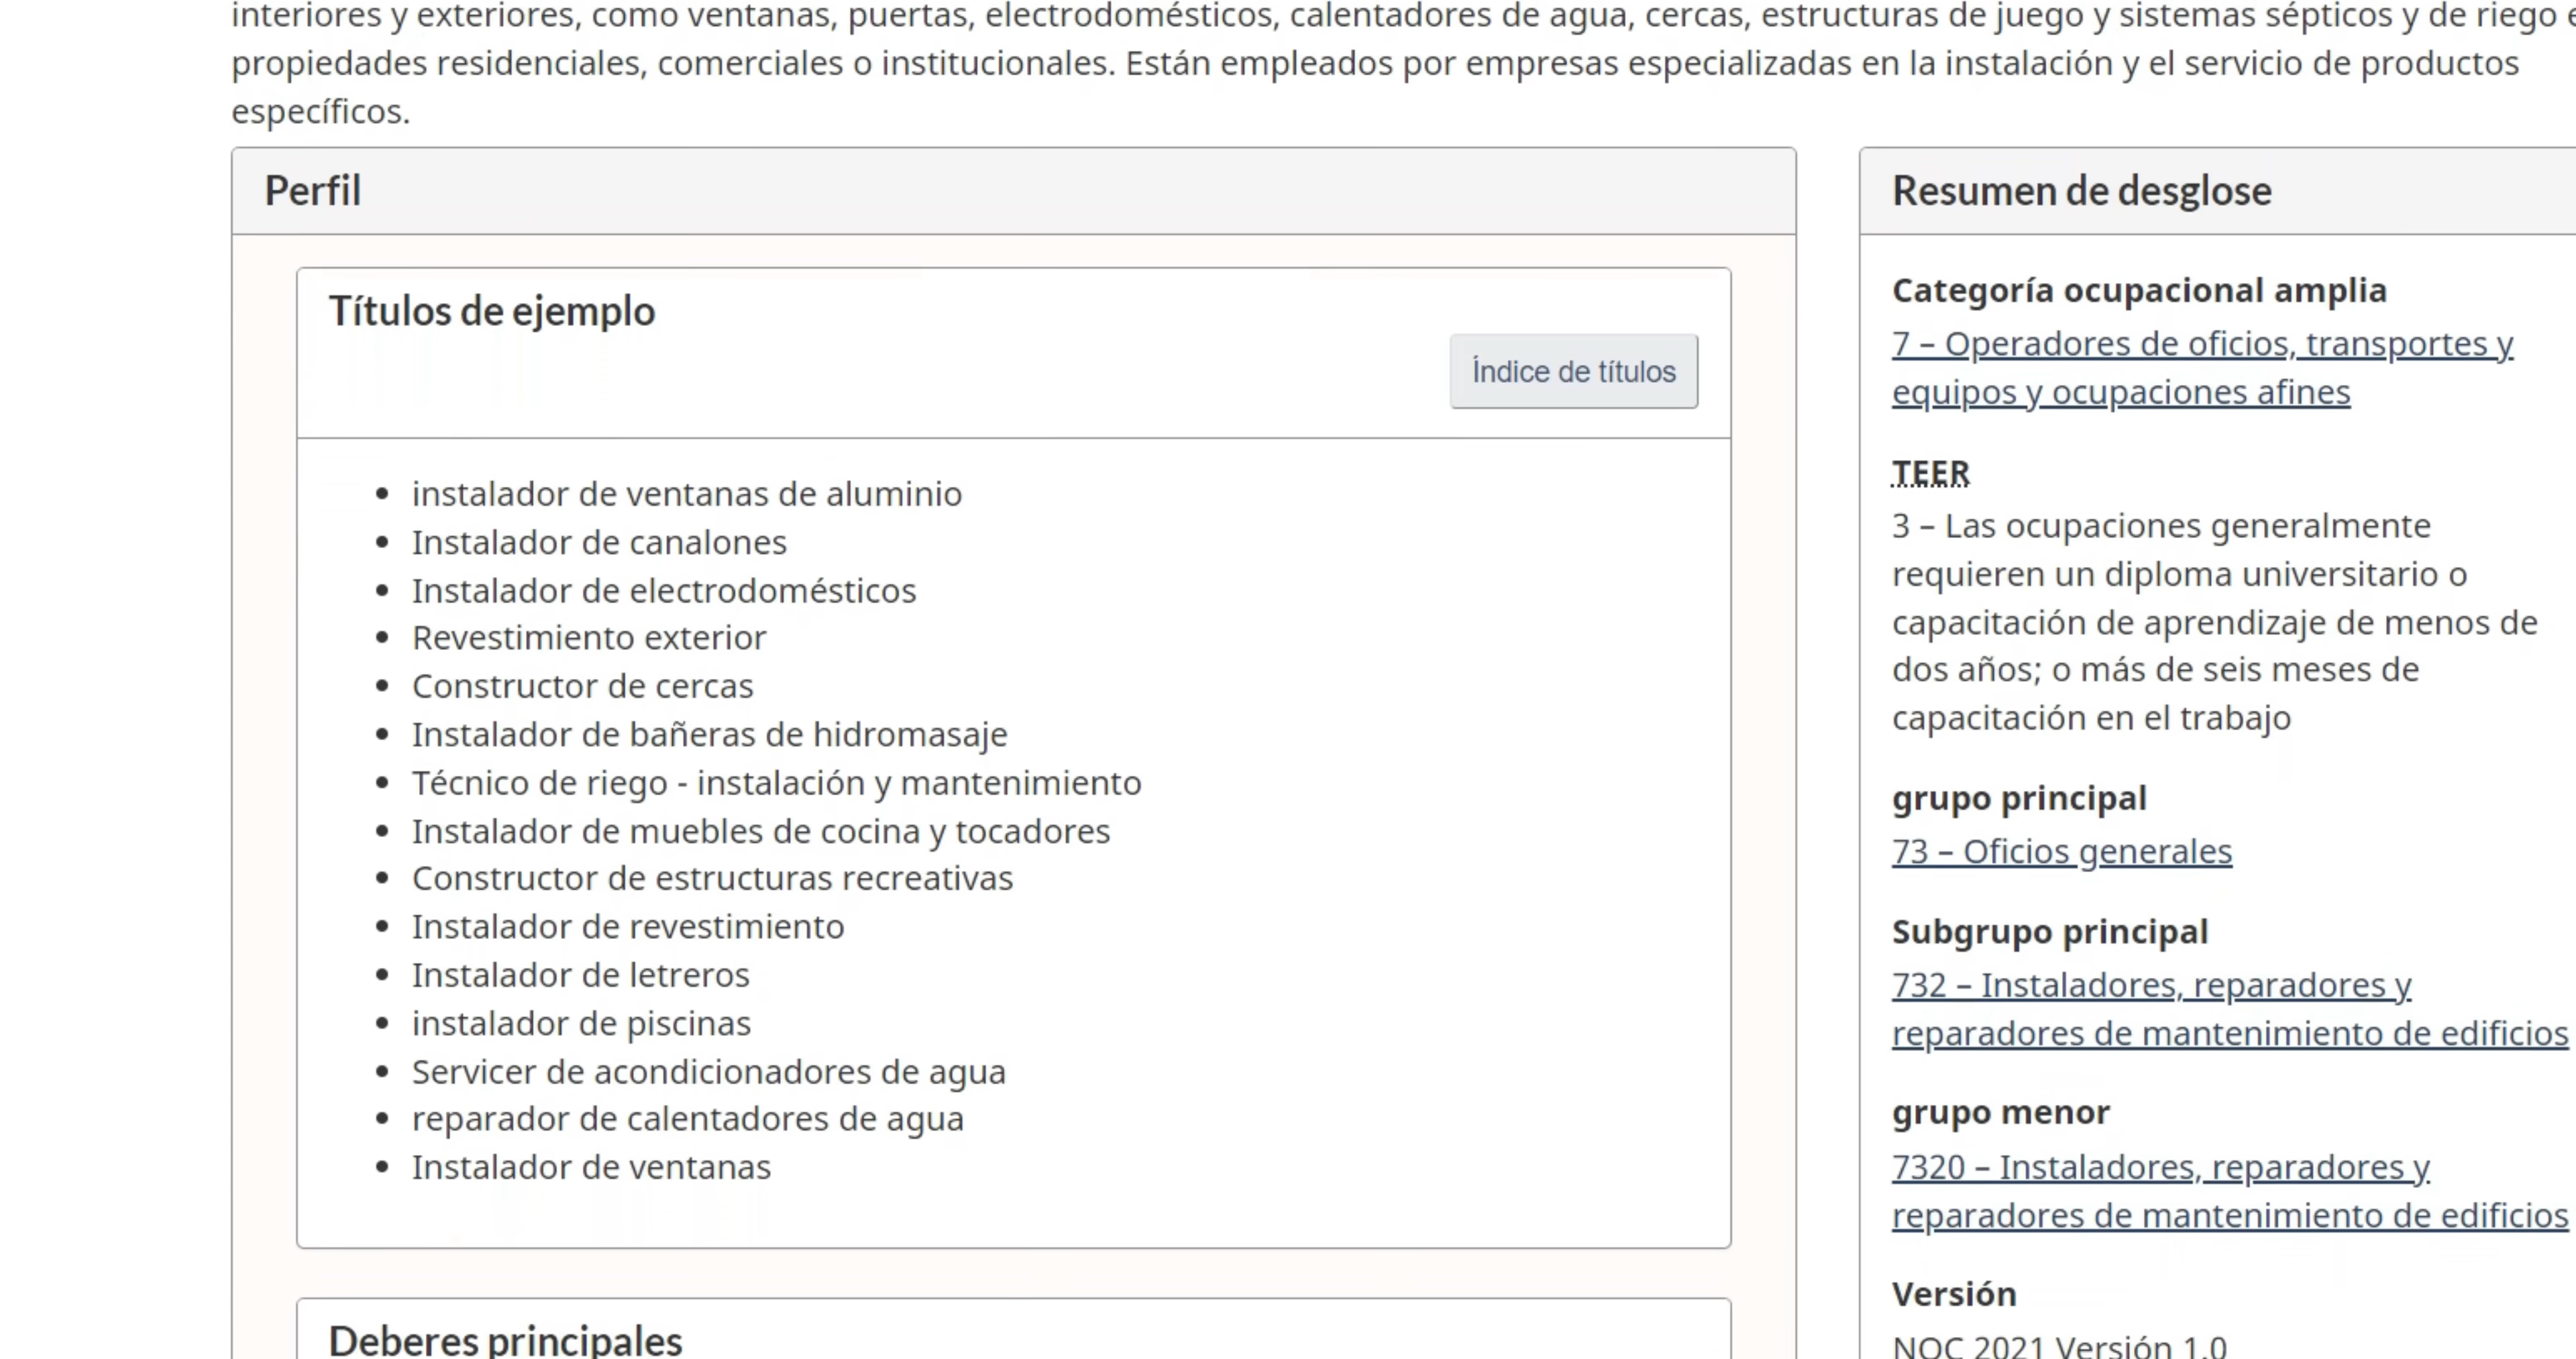 interiores y exteriores, como ventanas, puertas, electrodomésticos, calentadores de agua, cercas, estructuras de juego y sistemas sépticos y de riego
propiedades residenciales, comerciales o institucionales. Están empleados por empresas especializadas en la instalación y el servicio de productos
específicos.
Perfil
Títulos de ejemplo
Índice de títulos
• instalador de ventanas de aluminio
• Instalador de canalones
• Instalador de electrodomésticos
• Revestimiento exterior
• Constructor de cercas
• Instalador de bañeras de hidromasaje
• Técnico de riego - instalación y mantenimiento
• Instalador de muebles de cocina y tocadores
• Constructor de estructuras recreativas
• Instalador de revestimiento
• Instalador de letreros
• instalador de piscinas
• Servicer de acondicionadores de agua
• reparador de calentadores de agua
• Instalador de ventanas
Deberes principales
Resumen de desglose
Categoría ocupacional amplia
7 – Operadores de oficios, transportes y
equipos y ocupaciones afines
TEER
3 – Las ocupaciones generalmente
requieren un diploma universitario o
capacitación de aprendizaje de menos de
dos años; o más de seis meses de
capacitación en el trabajo
grupo principal
73 – Oficios generales
Subgrupo principal
732 – Instaladores, reparadores y
reparadores de mantenimiento de edificios
grupo menor
7320 – Instaladores, reparadores y
reparadores de mantenimiento de edificios
Versión
NOC 2021 Versión 1.0